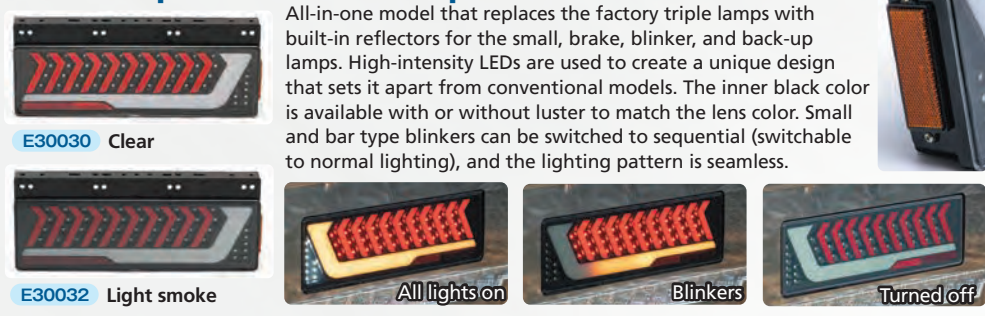 All-in-one model that replaces the factory triple lamps with
built-in reflectors for the small, brake, blinker, and back-up
lamps. High-intensity LEDs are used to create a unique design
that sets it apart from conventional models. The inner black color
is available with or without luster to match the lens color. Small
and bar type blinkers can be switched to sequential (switchable
to normal lighting), and the lighting pattern is seamless.
E30030 Clear
E30032 Light smoke
All lights on
Blinkers
Turned off